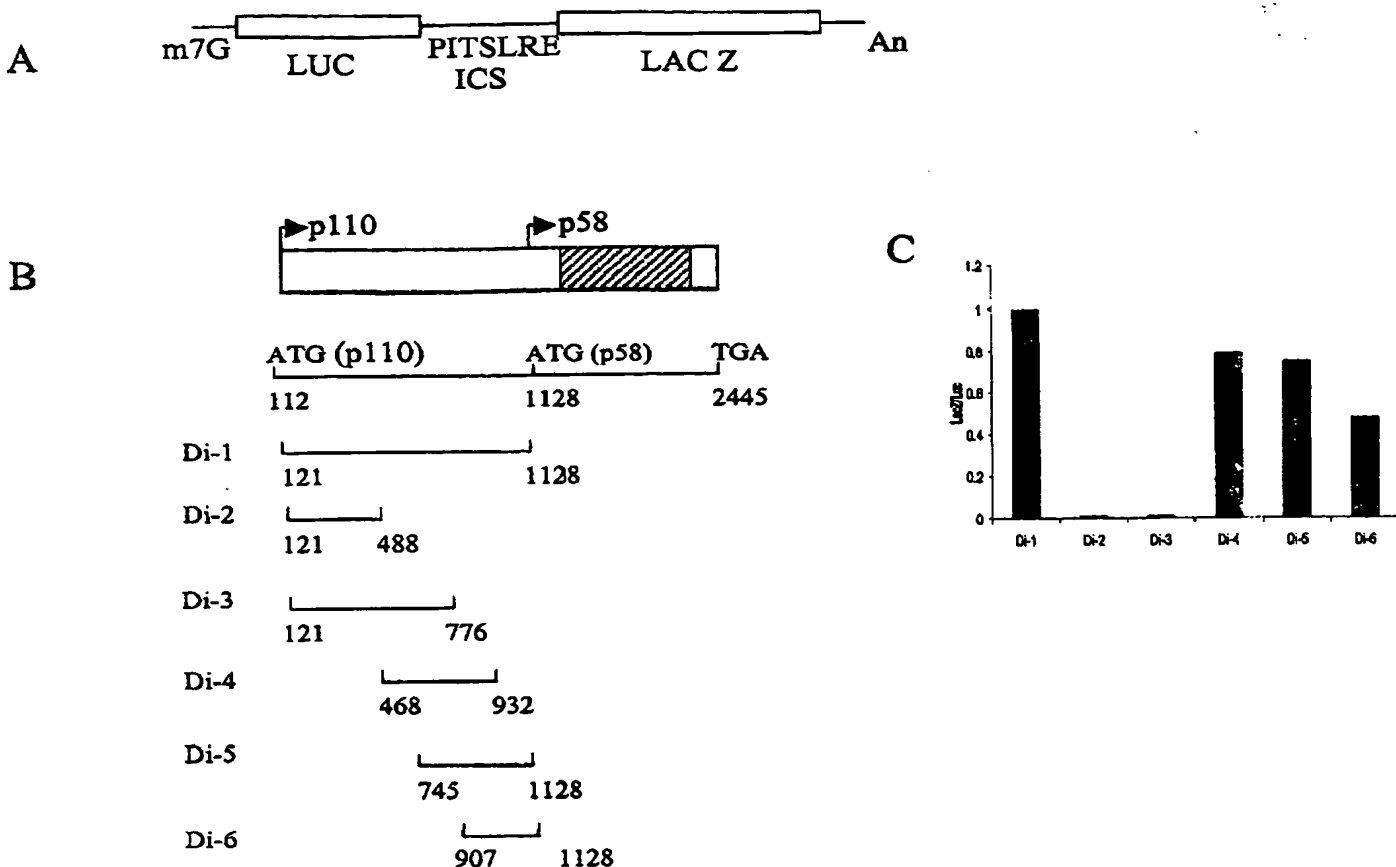 A
m7G
LUC
PITSLRE
ICS
LAC Z
An
B
p110
p58
ATG (p110)
ATG (p58)
TGA
112
1128
2445
Di-1
121
1128
Di-2
121
488
Di-3
121
776
Di-4
468
932
Di-5
745
1128
Di-6
907
1128
C
LacZ/Luc
1.2
1
0.8
0.6
0.4
0.2
0
Di-1
Di-2
Di-3
Di-4
Di-5
Di-6